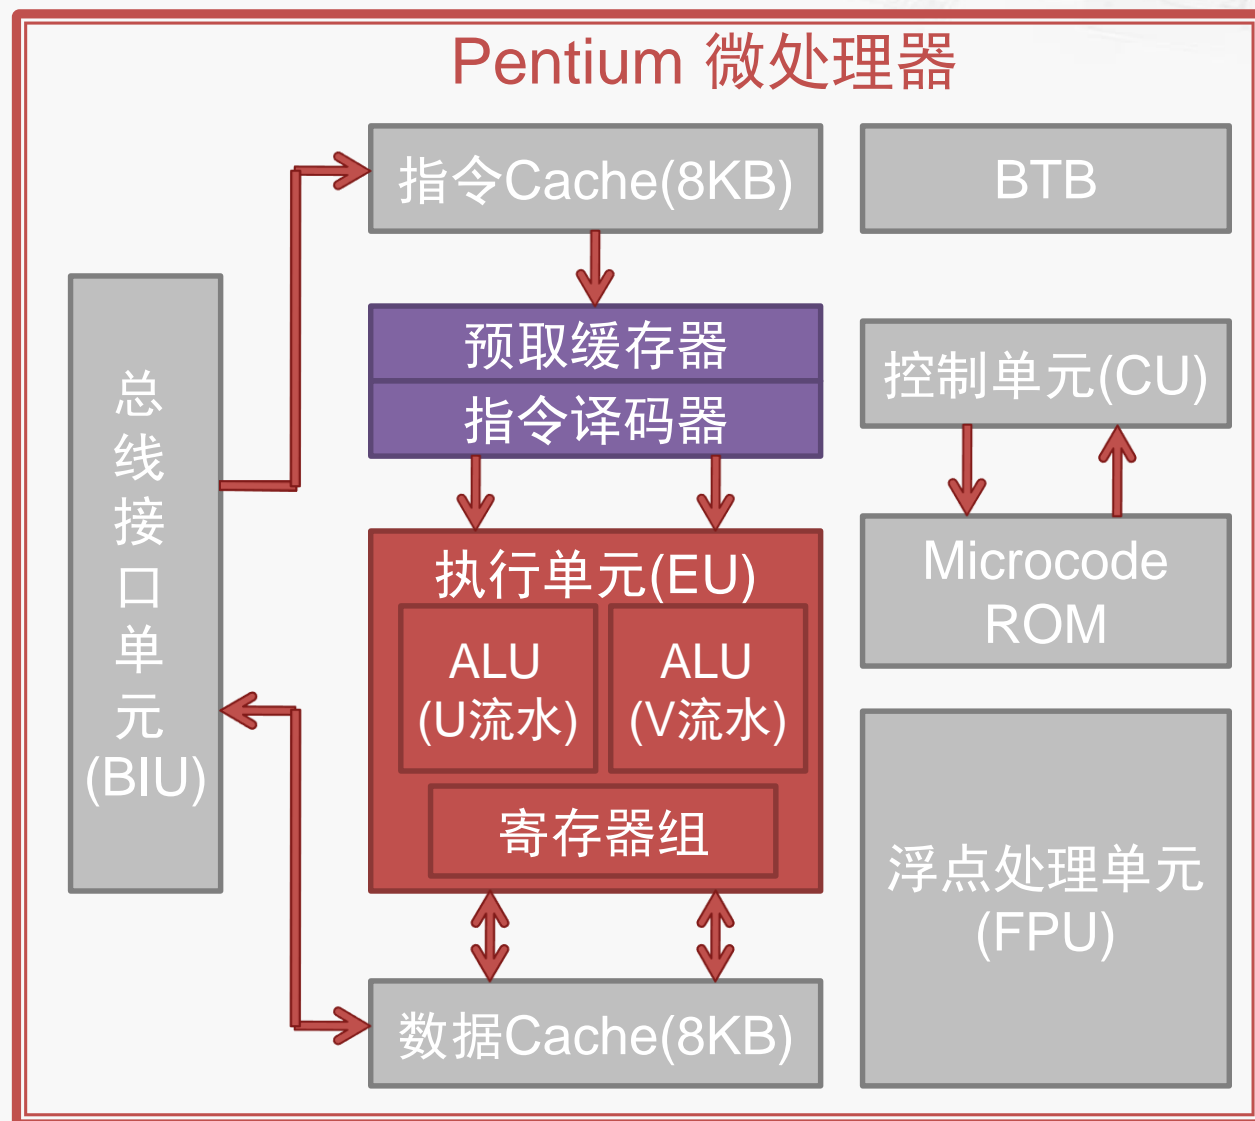 Pentium 微处理器
指令Cache(8KB)
BTB
总
线
接
口
单
元
(BIU)
预取缓存器
指令译码器
控制单元(CU)
执行单元(EU)
ALU
(U流水)
ALU
(V流水)
寄存器组
Microcode
ROM
浮点处理单元
(FPU)
数据Cache(8KB)